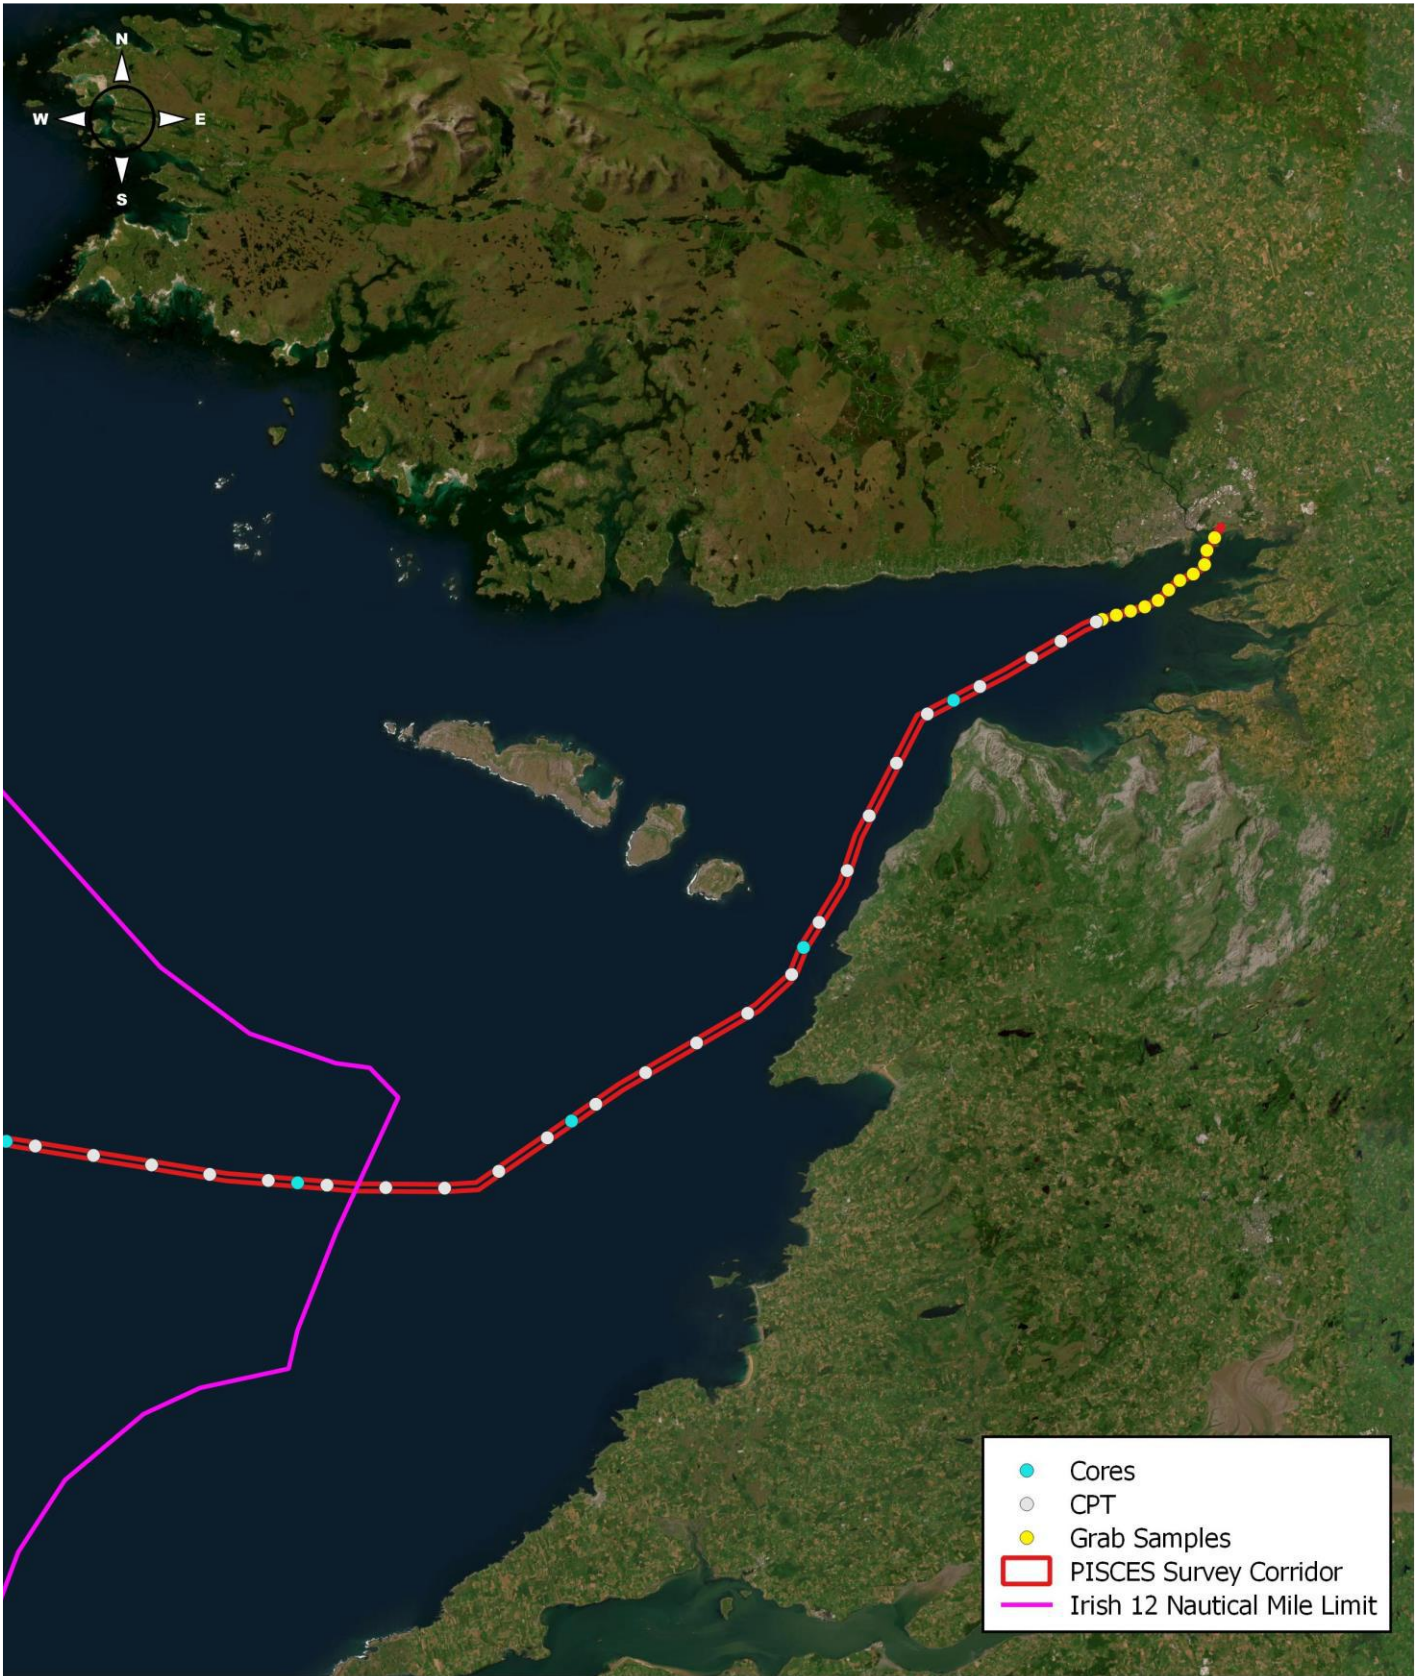 N
W E
S
Cores
CPT
Grab Samples
PISCES Survey Corridor
Irish 12 Nautical Mile Limit